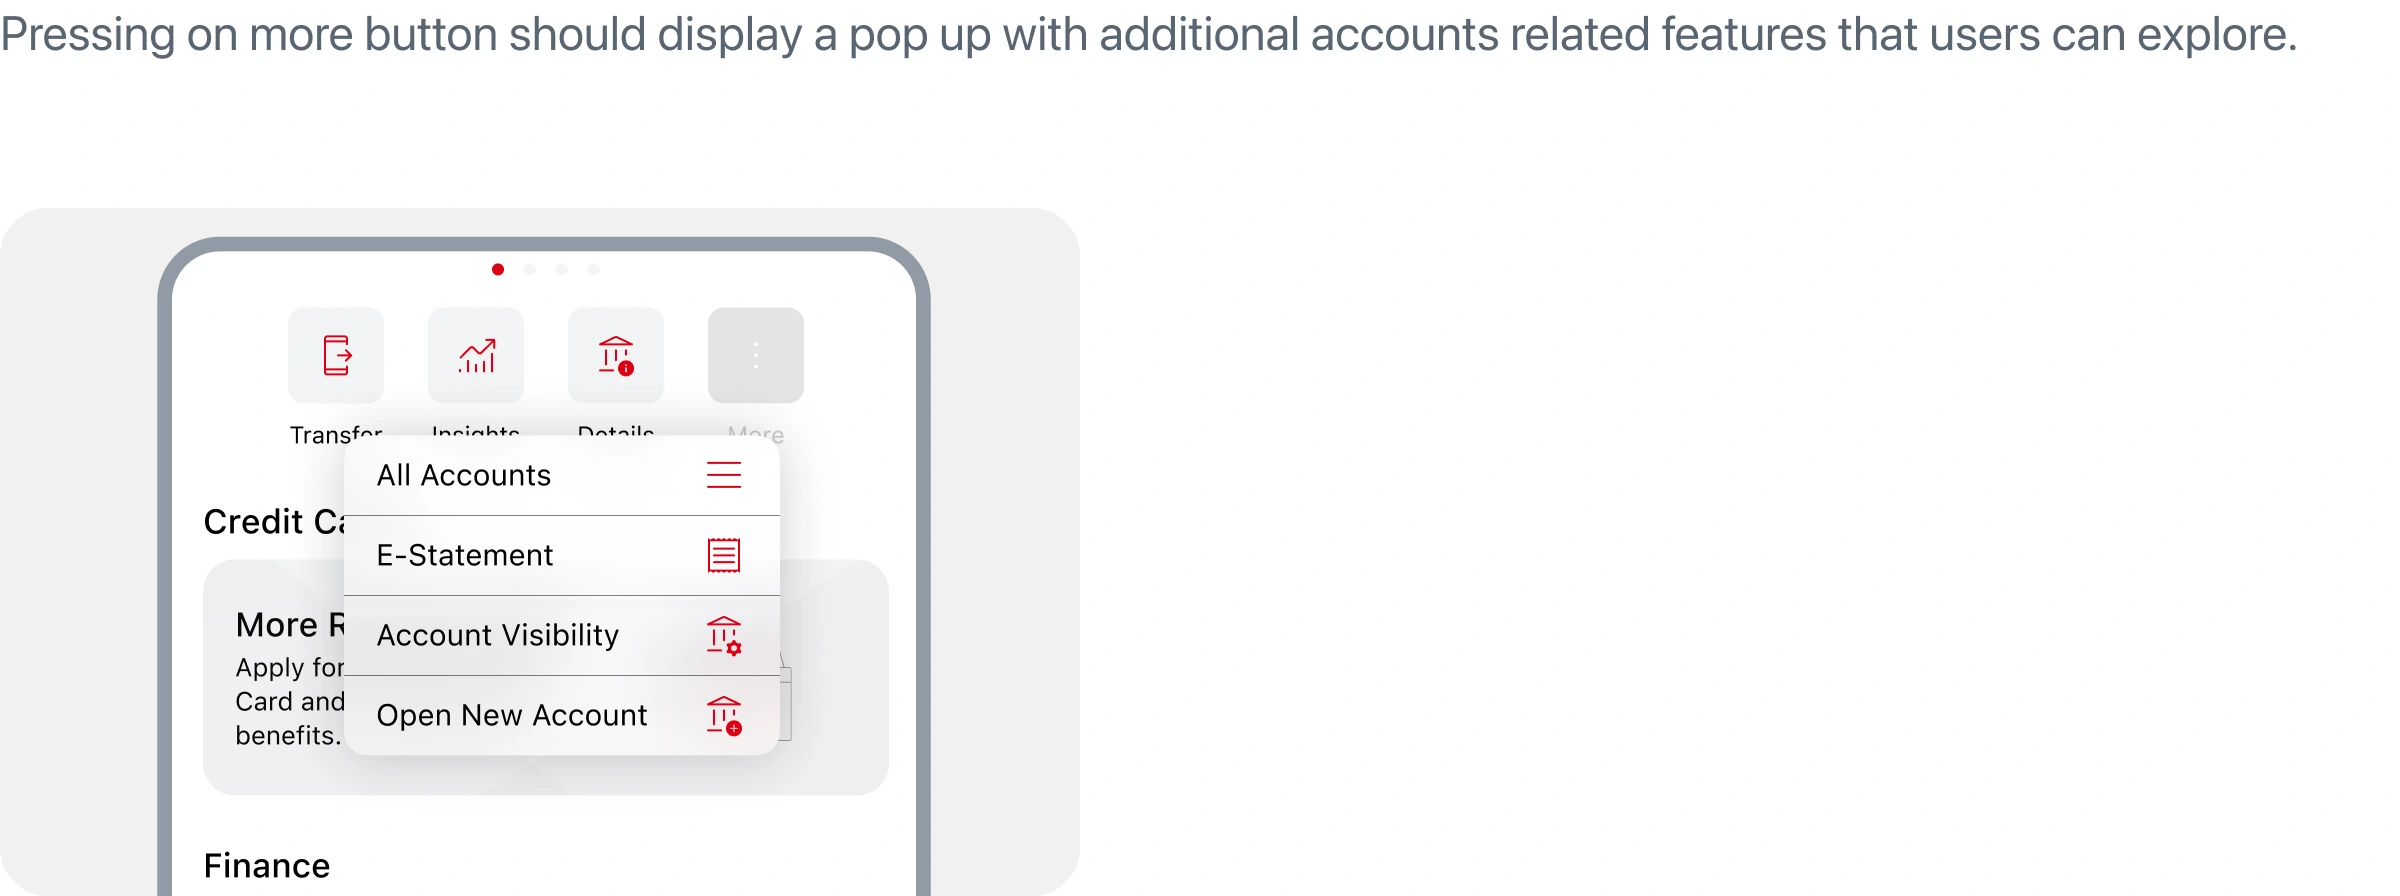 Pressing on more button should display a pop up with additional accounts related features that users can explore.
Transfer Insights Details More
All Accounts
Credit
E-Statement
More
Account Visibility
Apply for
Card and
Open New Account
benefits.
Finance